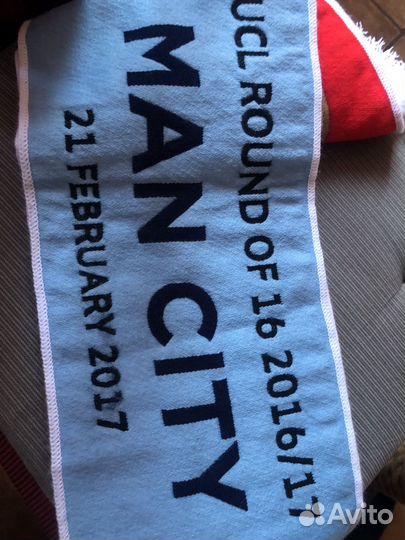 UCL ROUND OF 16 2016/17
MAN CITY
21 FEBRUARY 2017
Avito